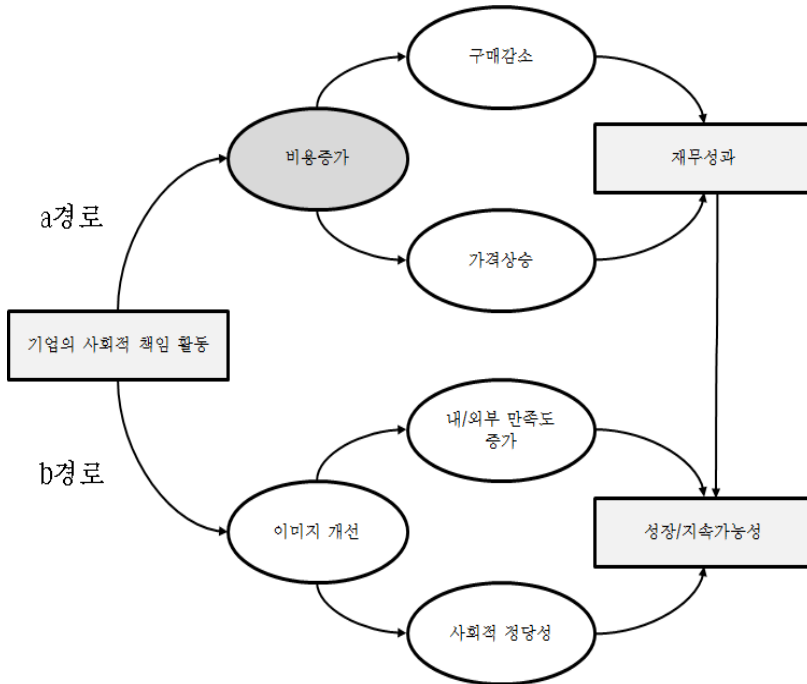 구매감소
비용증가
재무성과
a경로
가격상승
기업의 사회적 책임 활동
내/외부 만족도
증가
b경로
이미지 개선
성장/지속가능성
사회적 정당성